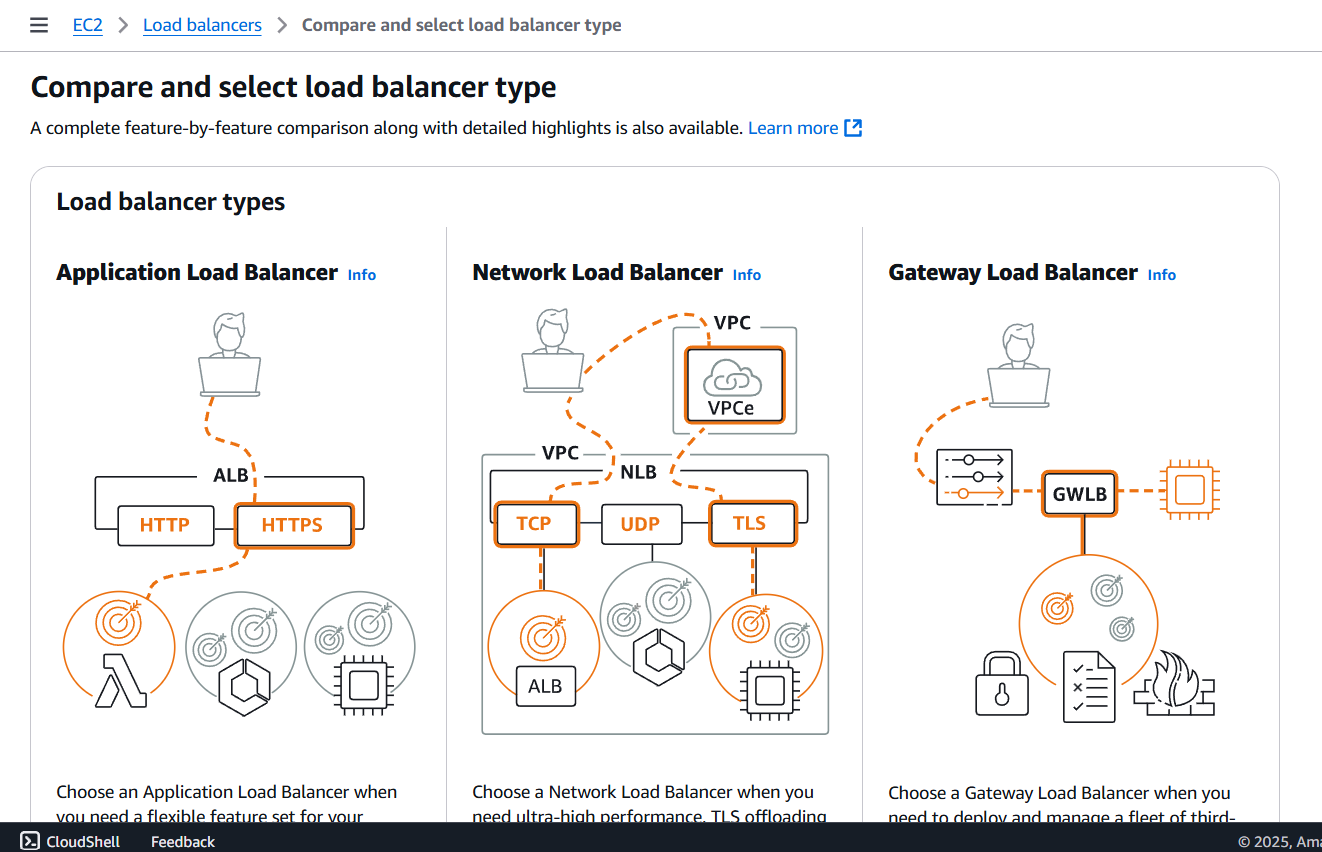 EC2 > Load balancers > Compare and select load balancer type
Compare and select load balancer type
A complete feature-by-feature comparison along with detailed highlights is also available. Learn more
Load balancer types
Application Load Balancer Info
ALB
HTTP
HTTPS
Choose an Application Load Balancer when
you need a flexible feature set for your
Network Load Balancer Info
VPC
VPCe
VPC
NLB
TCP
UDP
TLS
ALB
Choose a Network Load Balancer when you
need ultra-high performance, TLS offloading
Gateway Load Balancer Info
GWLB
Choose a Gateway Load Balancer when you
need to deploy and manage a fleet of third-
CloudShell Feedback © 2025, Ama